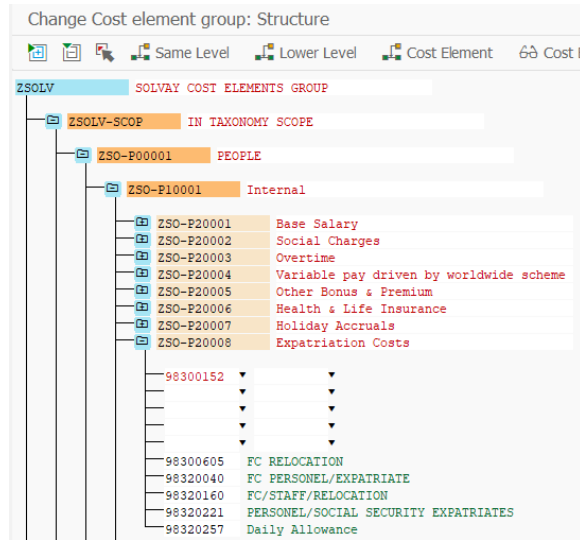 Change Cost element group: Structure
Same Level Lower Level Cost Element Cost
ZSOLV SOLVAY COST ELEMENTS GROUP
ZSOLV-SCOP IN TAXONOMY SCOPE
ZSO-P00001 PEOPLE
ZSO-P10001 Internal
ZSO-P20001 Base Salary
ZSO-P20002 Social Charges
ZSO-P20003 Overtime
ZSO-P20004 Variable pay driven by worldwide scheme
ZSO-P20005 Other Bonus & Premium
ZSO-P20006 Health & Life Insurance
ZSO-P20007 Holiday Accruals
ZSO-P20008 Expatriation Costs
98300152
98300605 FC RELOCATION
98320040 FC PERSONEL/EXPATRIATE
98320160 FC/STAFF/RELOCATION
98320221 PERSONEL/SOCIAL SECURITY EXPATRIATES
98320257 Daily Allowance